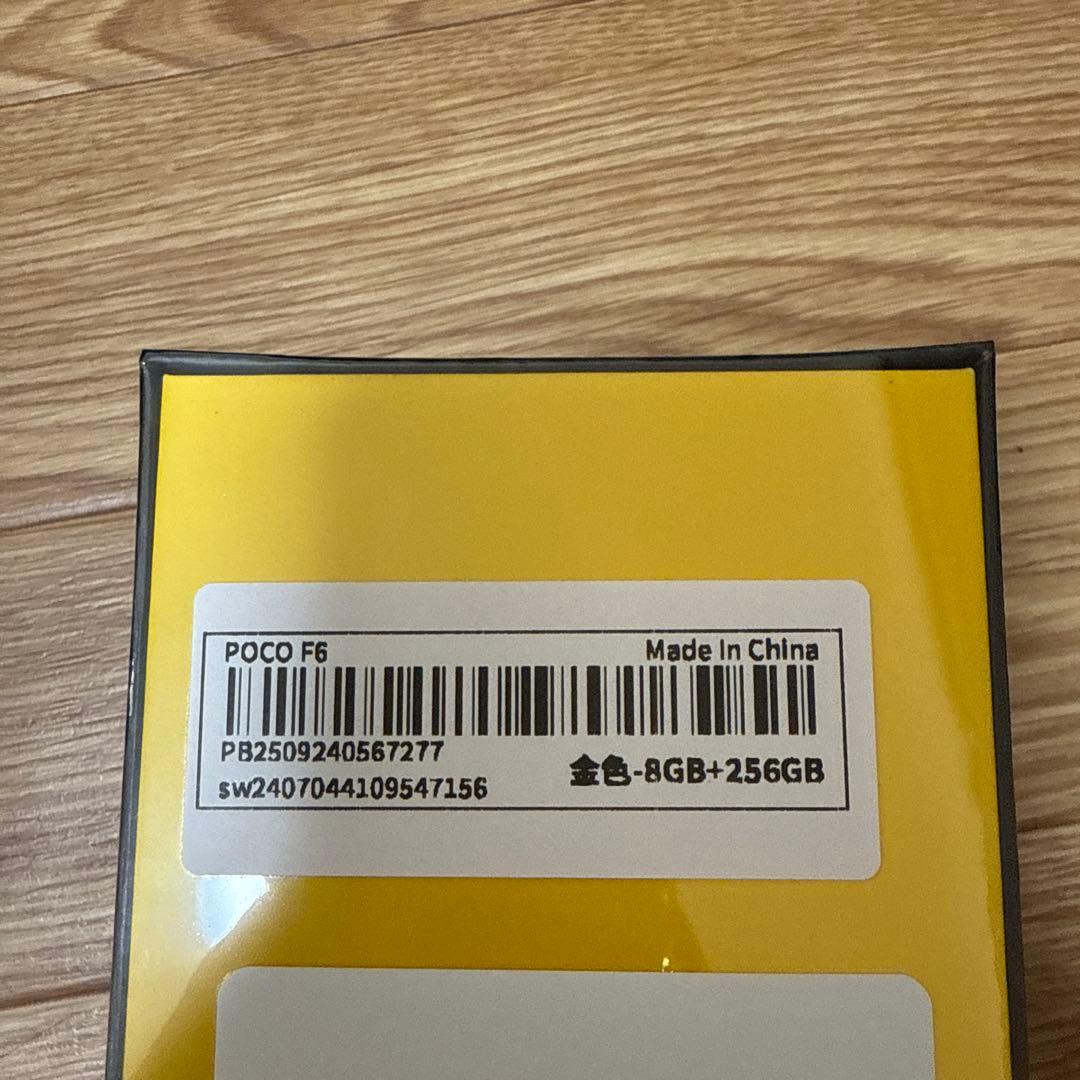 POCO F6
Made In China
PB2509240567277
sw2407044109547156
金色-8GB+256GB